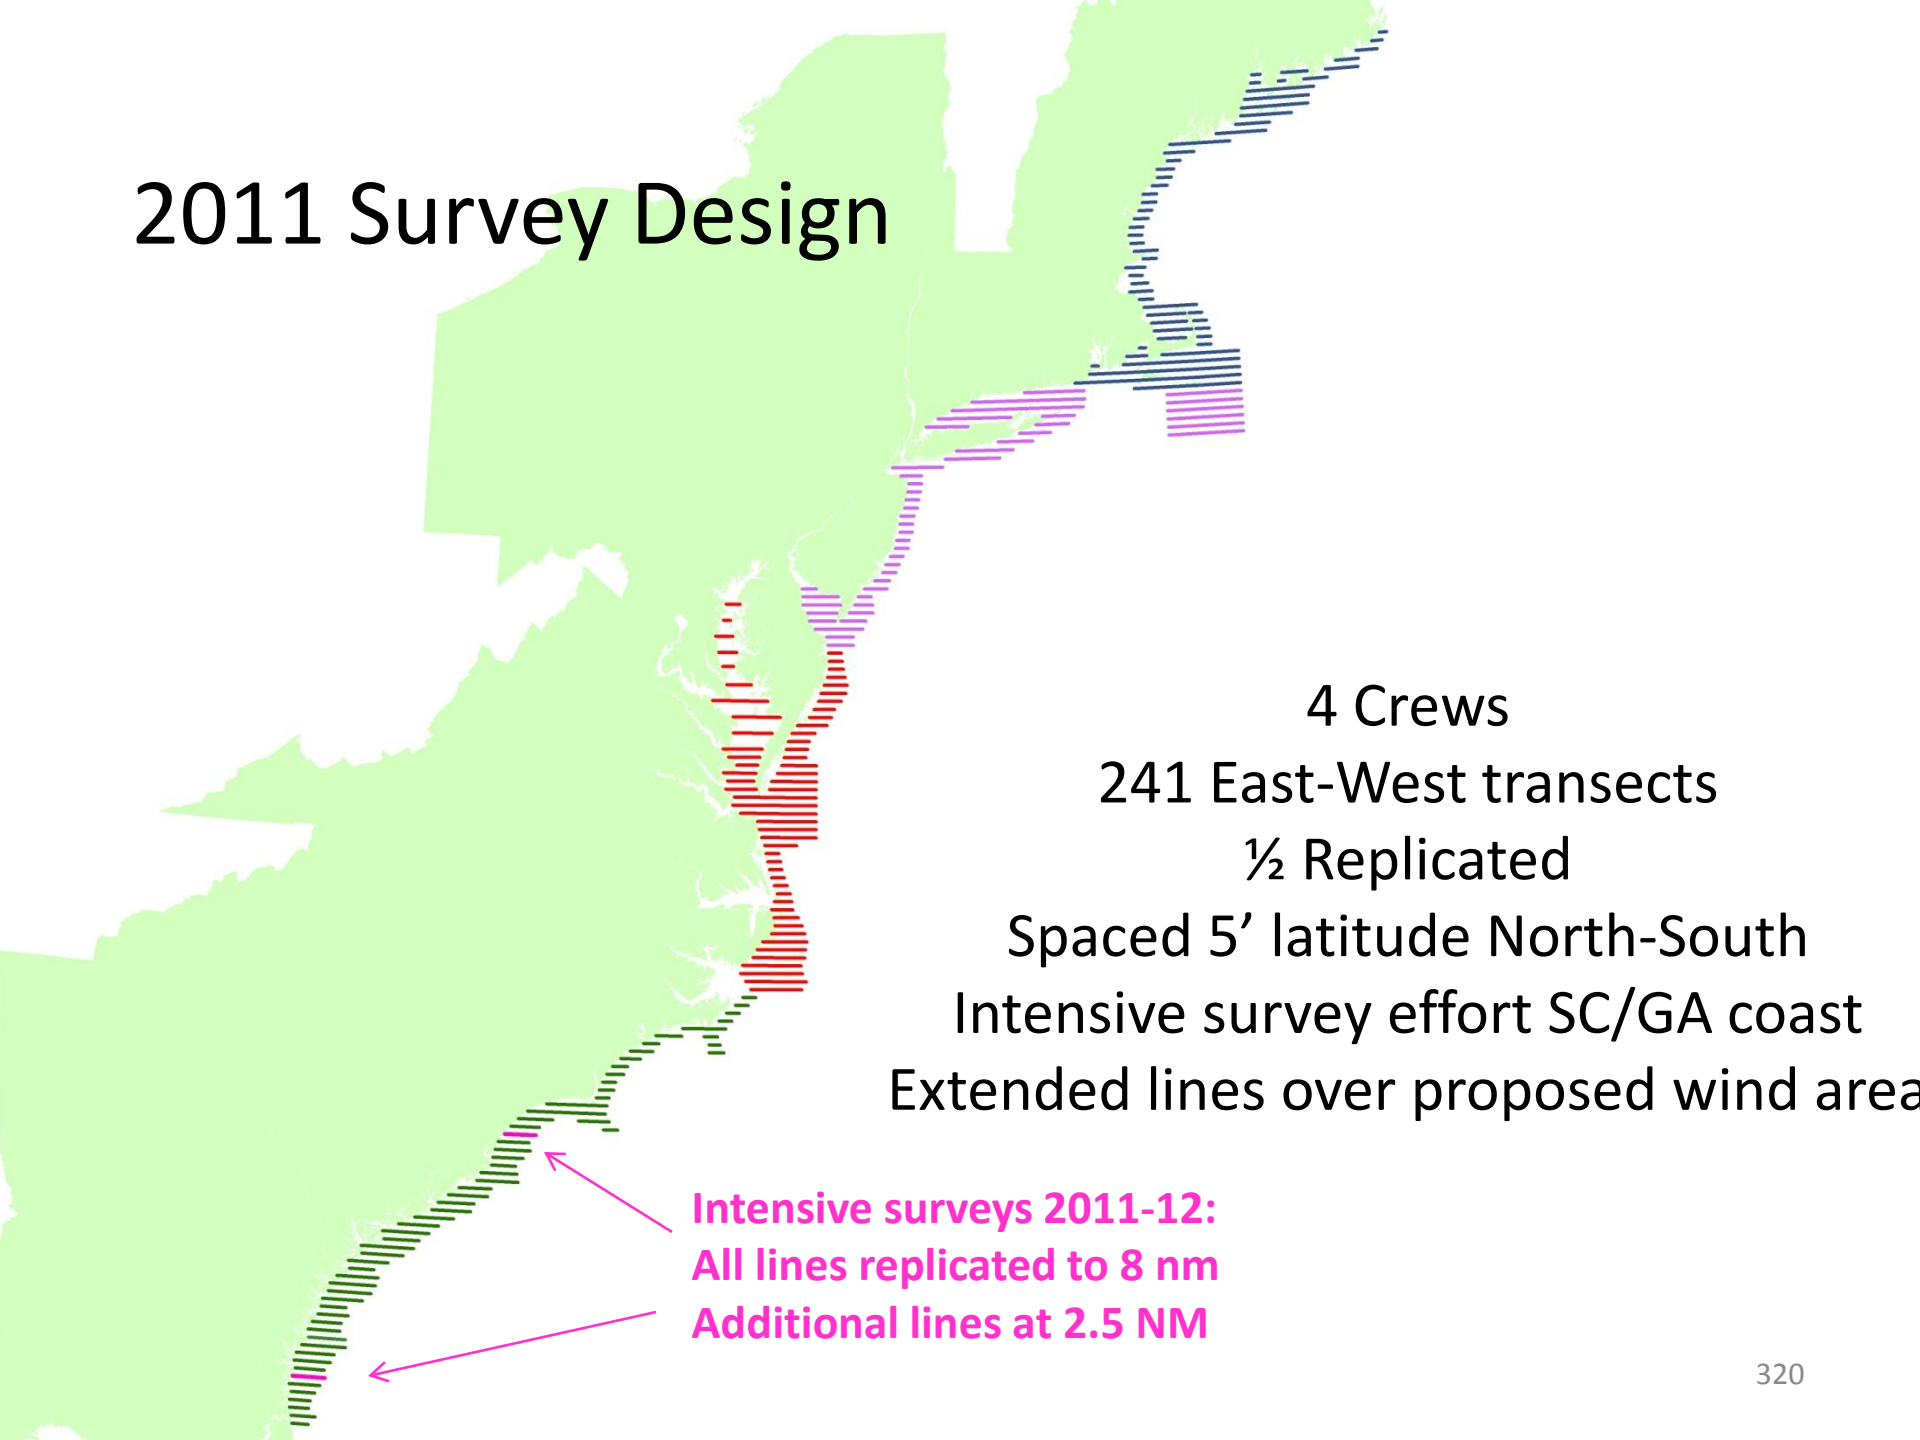 2011 Survey Design
4 Crews
241 East-West transects
½ Replicated
Spaced 5’ latitude North-South
Intensive survey effort SC/GA coast
Extended lines over proposed wind area
Intensive surveys 2011-12:
All lines replicated to 8 nm
Additional lines at 2.5 NM
320